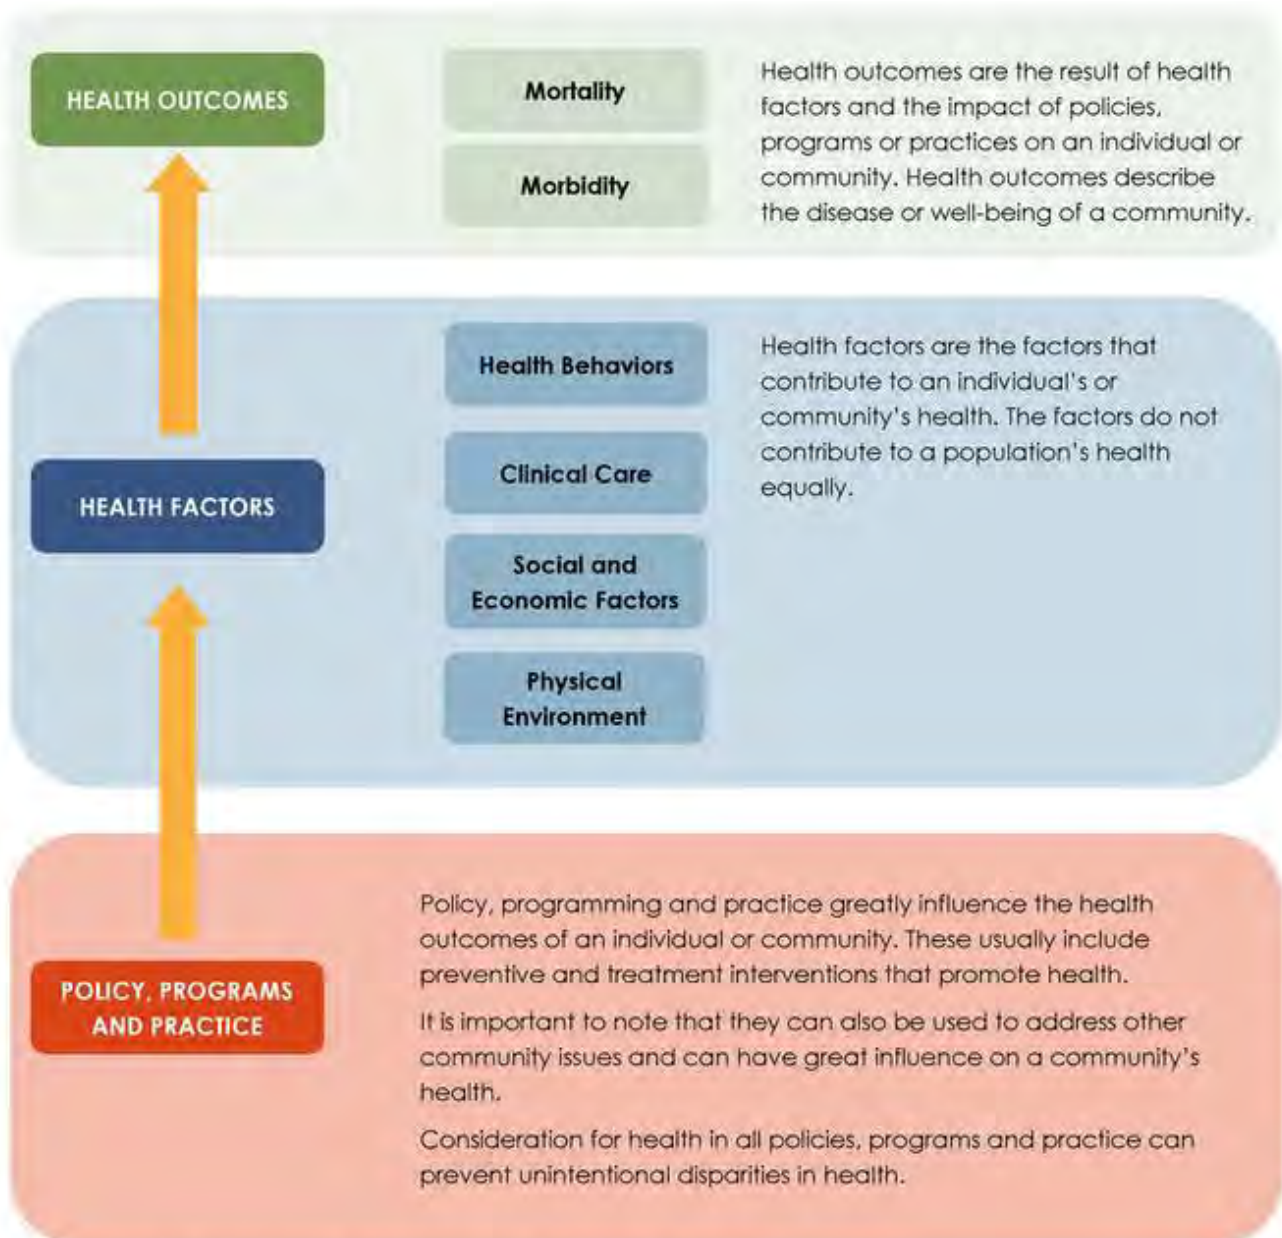 HEALTH OUTCOMES
Mortality
Morbidity
Health outcomes are the result of health
factors and the impact of policies,
programs or practices on an individual or
community. Health outcomes describe
the disease or well-being of a community.
HEALTH FACTORS
Health Behaviors
Clinical Care
Social and
Economic Factors
Physical
Environment
Health factors are the factors that
contribute to an individual's or
community's health. The factors do not
contribute to a population's health
equally.
POLICY, PROGRAMS
AND PRACTICE
Policy, programming and practice greatly influence the health
outcomes of an individual or community. These usually include
preventive and treatment interventions that promote health.
It is important to note that they can also be used to address other
community issues and can have great influence on a community's
health.
Consideration for health in all policies, programs and practice can
prevent unintentional disparities in health.